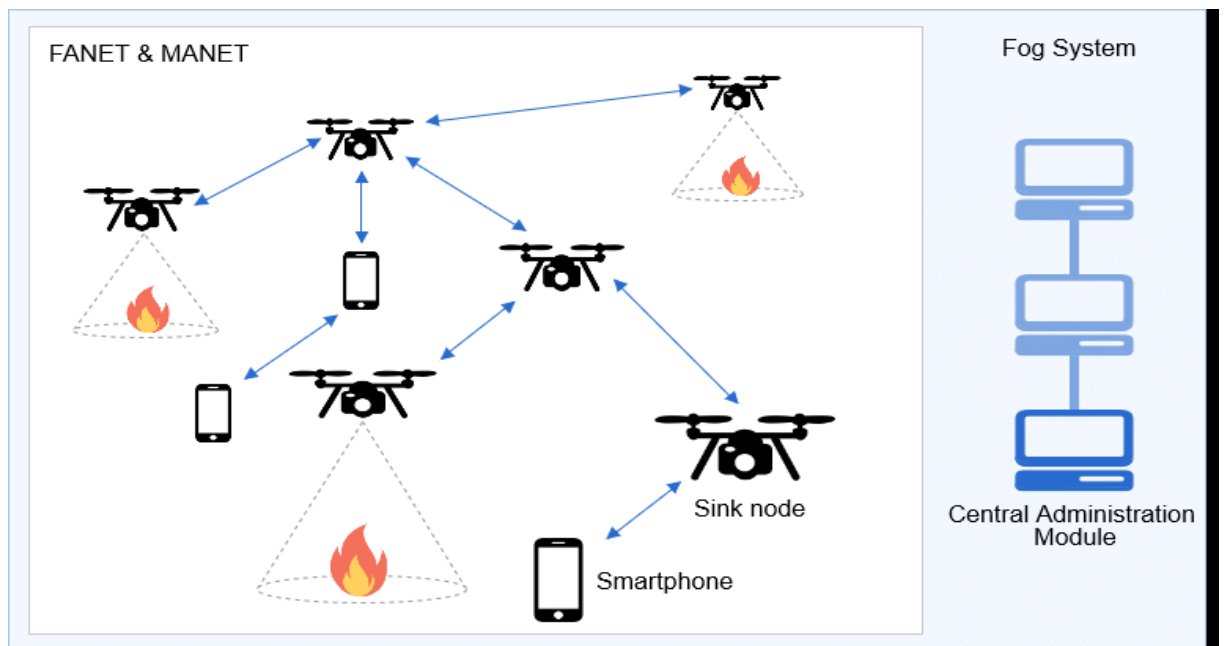 FANET & MANET
Fog System
Sink node
Central Administration
Module
Smartphone